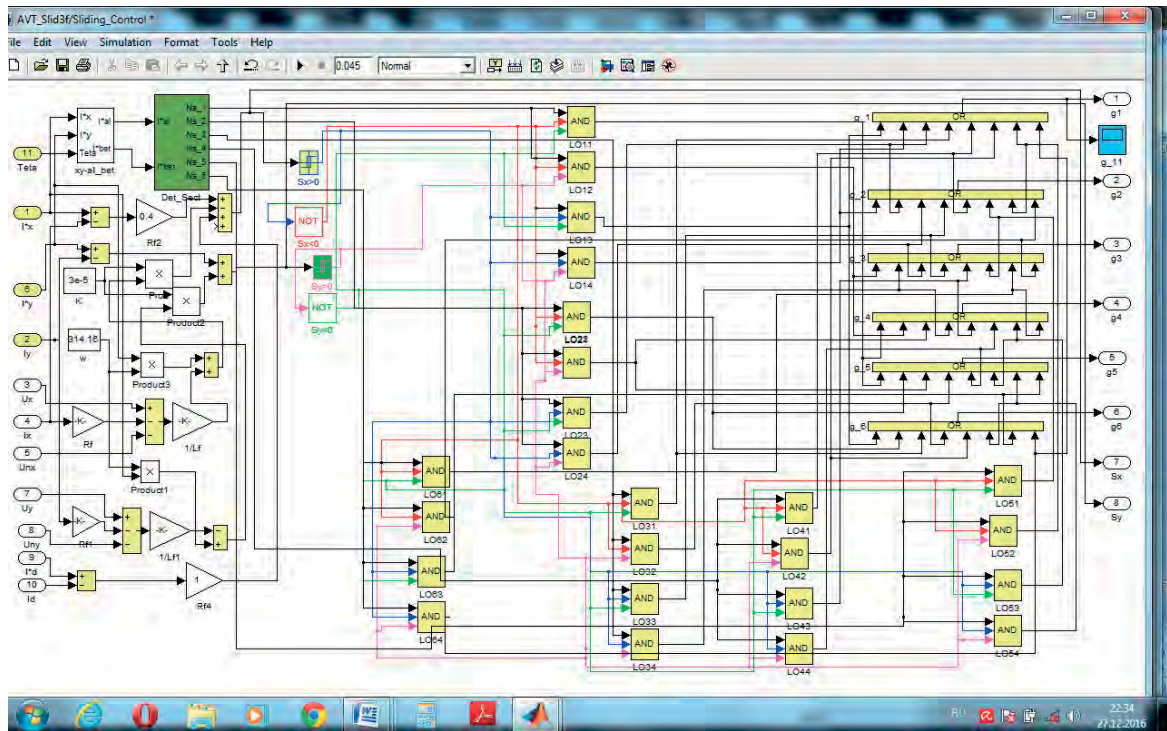 AVT_Slid3f/Sliding_Control *
File Edit View Simulation Format Tools Help
0.045 Normal
11
Teta
I*x
I*y
Teta
I*al
I*bet
xy-al_bet
I*al
I*bet
Ns_1
Ns_2
Ns_3
Ns_4
Ns_5
Ns_6
Det_Sect
1
I*x
0.4
Rf2
6
I*y
3e-5
K
Product2
2
Iy
314.16
w
Product3
3
Ux
4
Ix
-K-
Rf
-K-
1/Lf
5
Unx
Product1
7
Uy
8
Uny
-K-
Rf1
-K-
1/Lf1
9
I*d
10
Id
1
Rf4
Sx>0
NOT
Sx<0
Sy>0
NOT
Sy<0
AND
LO11
AND
LO12
AND
LO13
AND
LO14
AND
AND
AND
LO23
AND
LO24
AND
LO61
AND
LO62
AND
LO63
AND
LO64
AND
LO31
AND
LO32
AND
LO33
AND
LO34
AND
LO41
AND
LO42
AND
LO43
AND
LO44
AND
LO51
AND
LO52
AND
LO53
AND
LO54
g_1
OR
g_2
OR
g_3
OR
g_4
OR
g_5
OR
g_6
OR
1
g1
g_11
2
g2
3
g3
4
g4
5
g5
6
g6
7
Sx
8
Sy
RU
22:34
27.12.2016